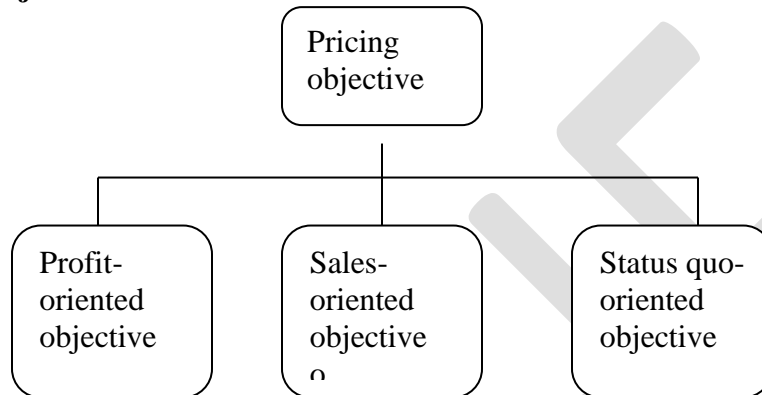 Pricing
objective
Profit-
oriented
objective
Sales-
oriented
objective
Status quo-
oriented
objective